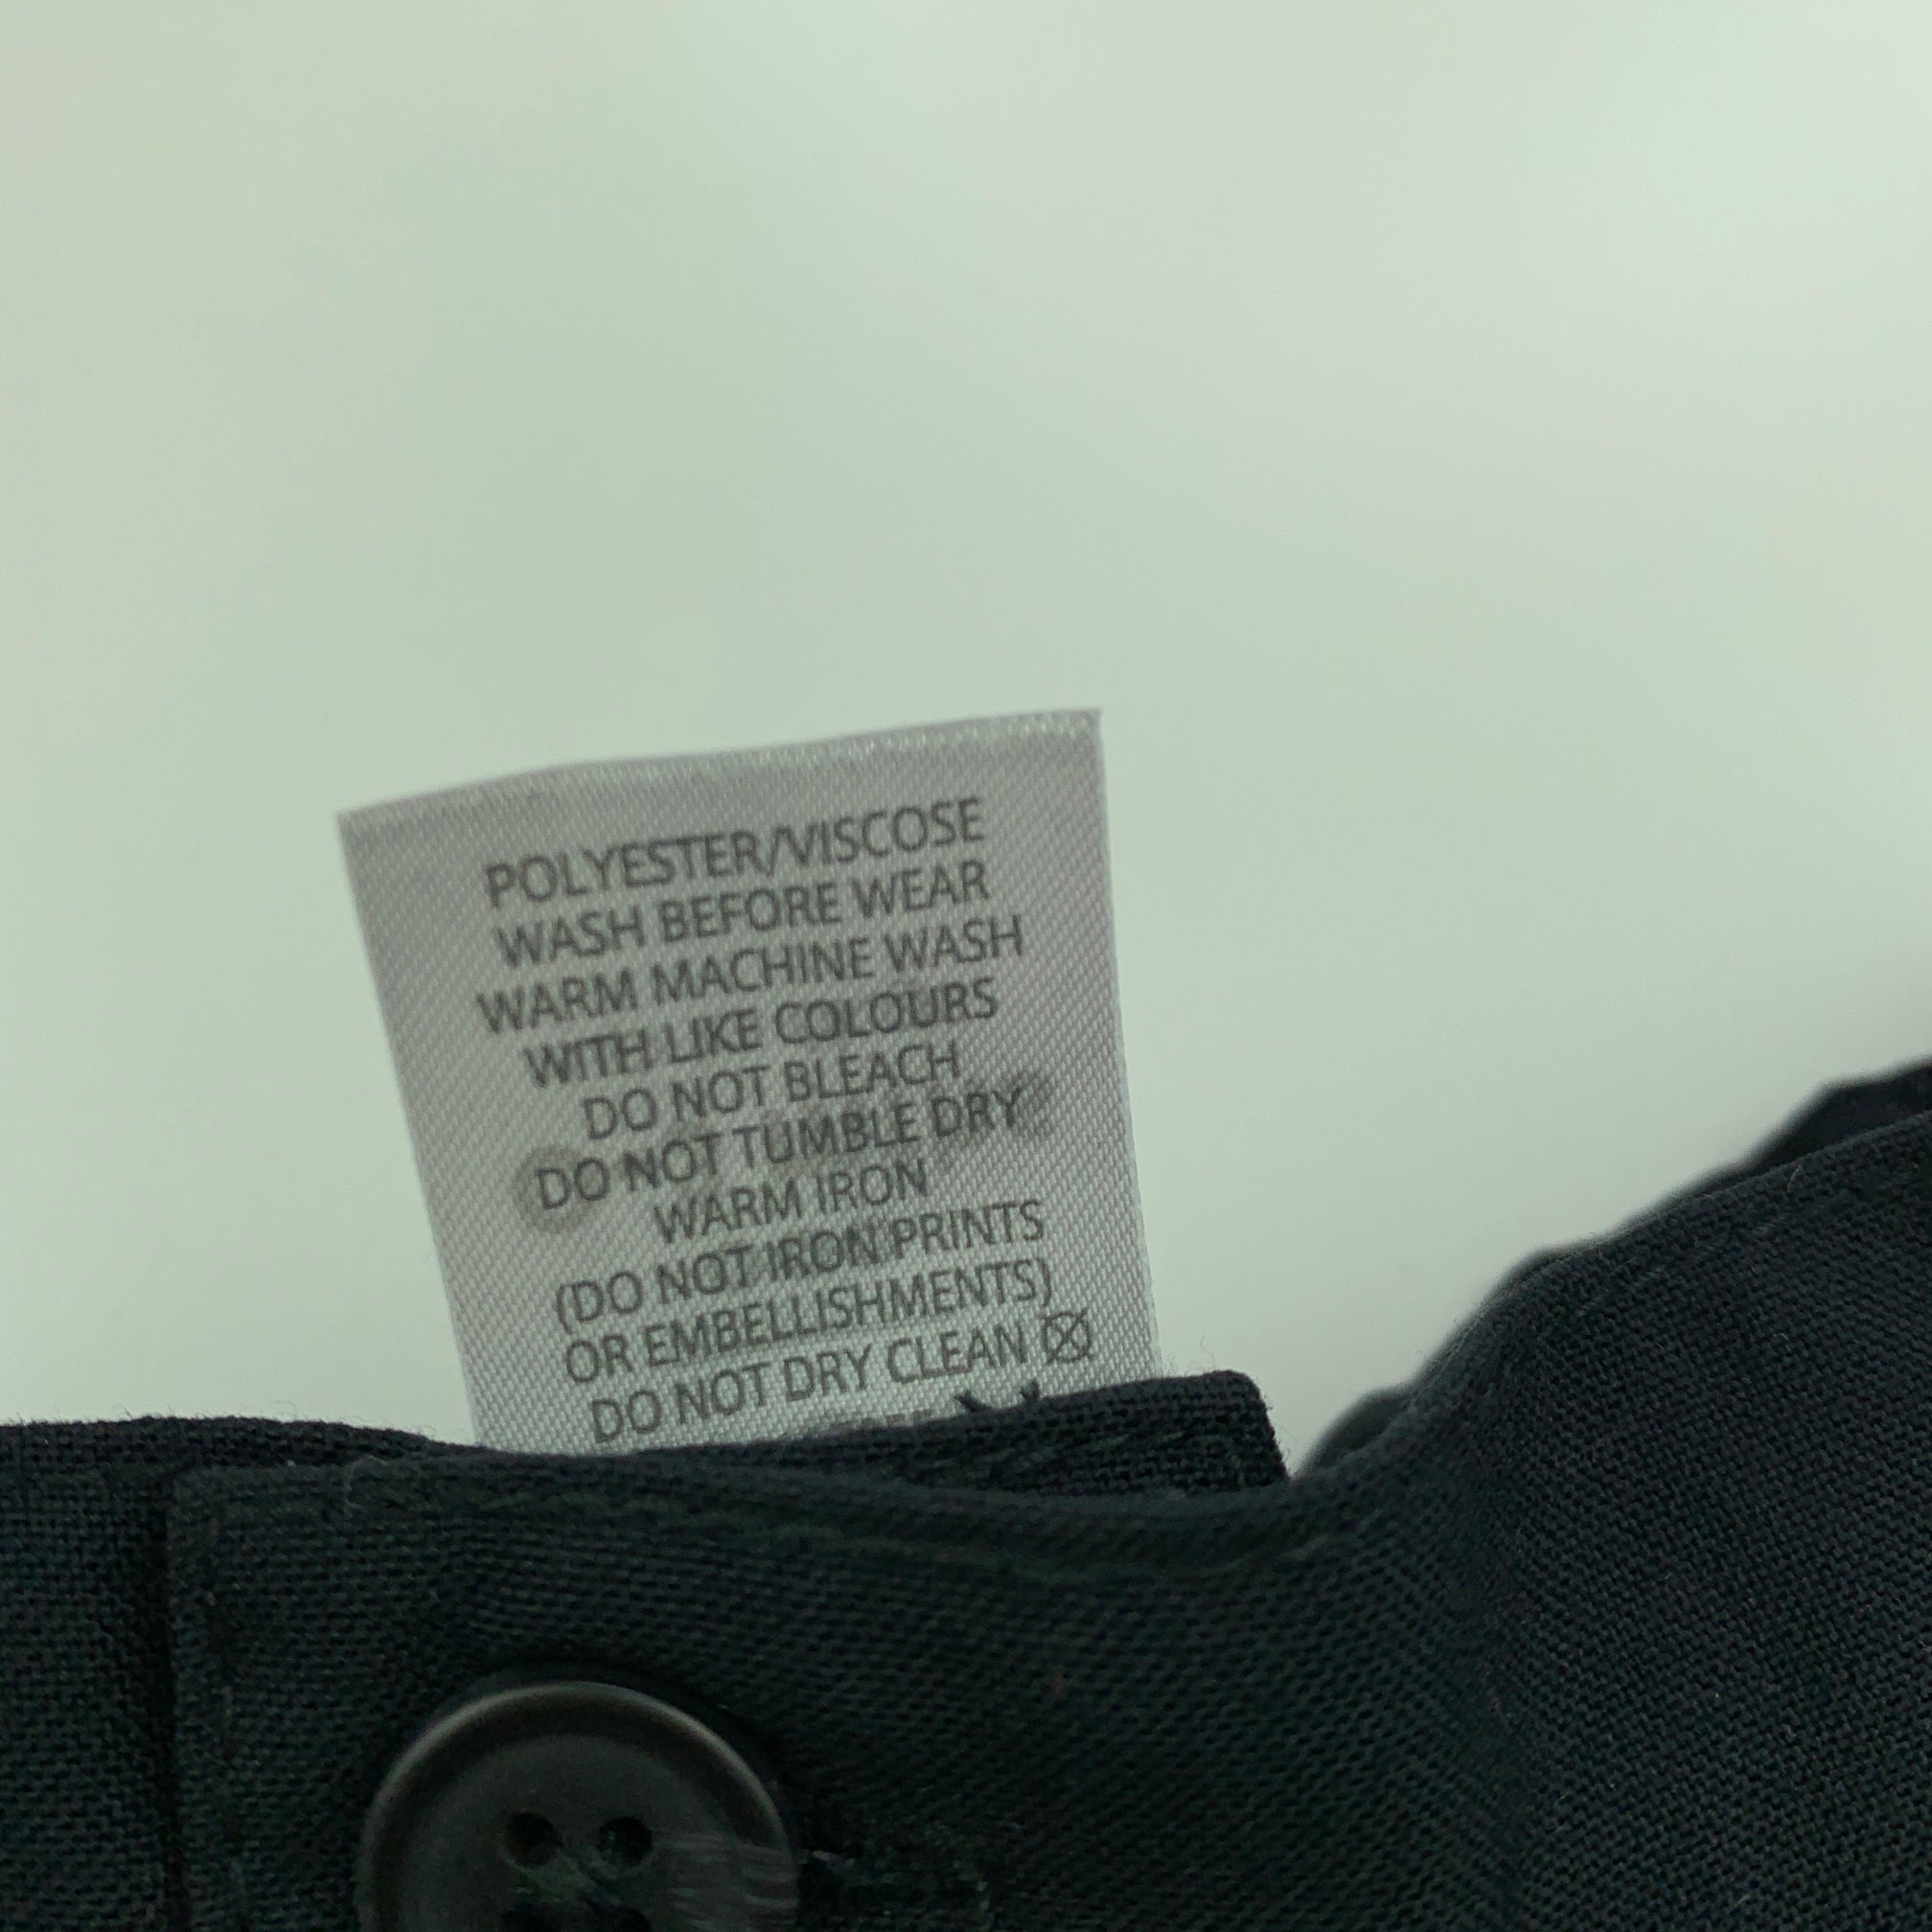 POLYESTER/VISCOSE
WASH BEFORE WEAR
WARM MACHINE WASH
WITH LIKE COLOURS
DO NOT BLEACH
DO NOT TUMBLE DRY
WARM IRON
(DO NOT IRON PRINTS
OR EMBELLISHMENTS)
DO NOT DRY CLEAN